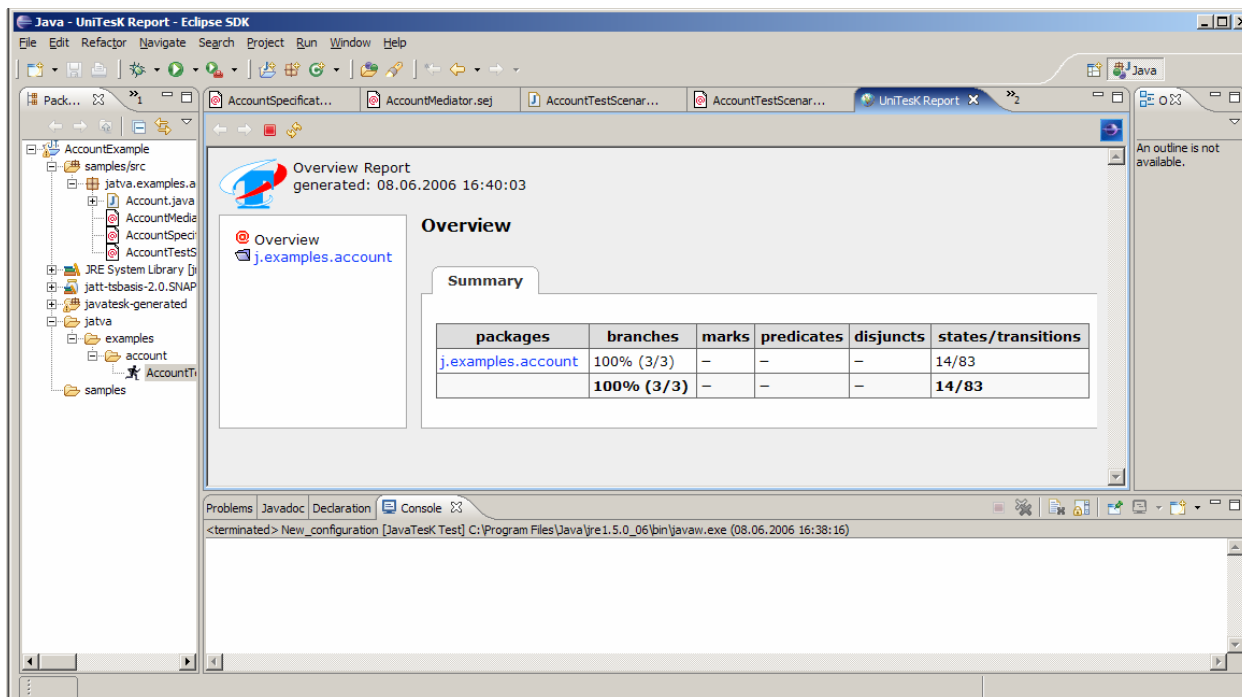 Java - UniTesK Report - Eclipse SDK
File Edit Refactor Navigate Search Project Run Window Help
Java
Pack... »1
AccountSpecificat... AccountMediator.sej AccountTestScenar... AccountTestScenar... UniTesK Report »2
AccountExample
samples/src
jatva.examples.a
Account.java
AccountMedia
AccountSpeci
AccountTestS
JRE System Library [j
jatt-tsbasis-2.0.SNAP
javatesk-generated
jatva
examples
account
AccountTe
samples
Overview Report
generated: 08.06.2006 16:40:03
Overview
j.examples.account
Overview
Summary
packages branches marks predicates disjuncts states/transitions
j.examples.account 100% (3/3) – – – 14/83
100% (3/3) – – – 14/83
O
An outline is not
available.
Problems Javadoc Declaration Console
<terminated> New_configuration [JavaTesK Test] C:\Program Files\Java\jre1.5.0_06\bin\javaw.exe (08.06.2006 16:38:16)